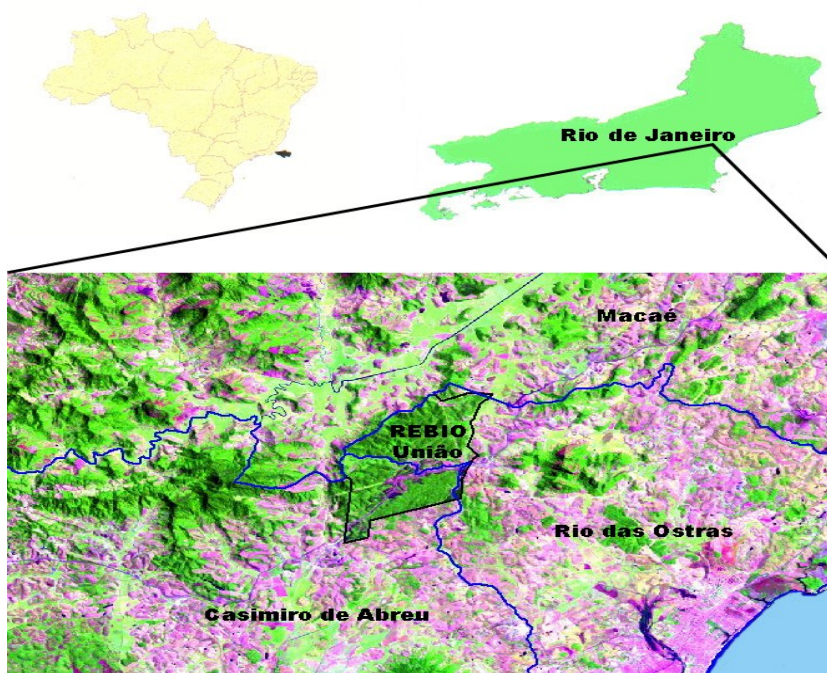 Rio de Janeiro
Macaé
REBIO
União
Rio das Ostras
Casimiro de Abreu